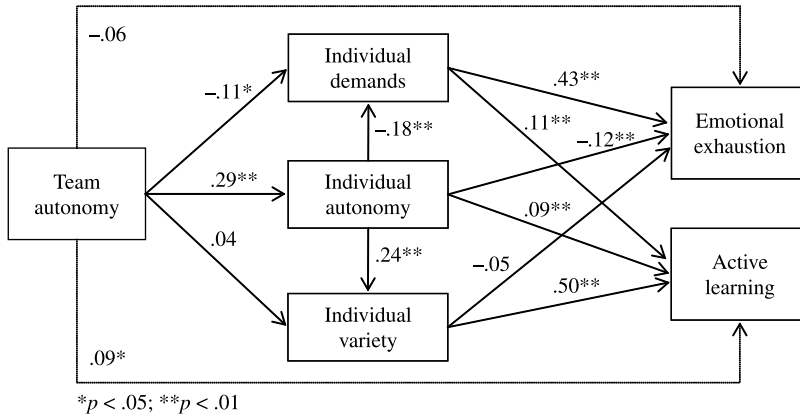 –.06
Individual
demands
–.11*
.43**
.11**
Emotional
exhaustion
–.18**
–.12**
Team
autonomy
.29**
Individual
autonomy
.09**
.04
.24**
–.05
Active
learning
.50**
Individual
variety
.09*
*p < .05; **p < .01